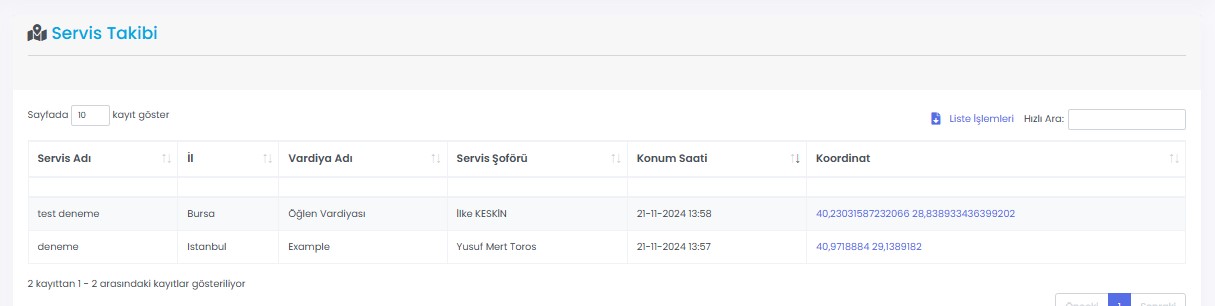 Servis Takibi
Sayfada 10 kayıt göster
Liste İşlemleri Hızlı Ara:
Servis Adı İl Vardiya Adı Servis Şoförü Konum Saati Koordinat
test deneme Bursa Öğlen Vardiyası İlke KESKİN 21-11-2024 13:58 40,23031587232066 28,838933436399202
deneme Istanbul Example Yusuf Mert Toros 21-11-2024 13:57 40,9718884 29,1389182
2 kayıttan 1 - 2 arasındaki kayıtlar gösteriliyor